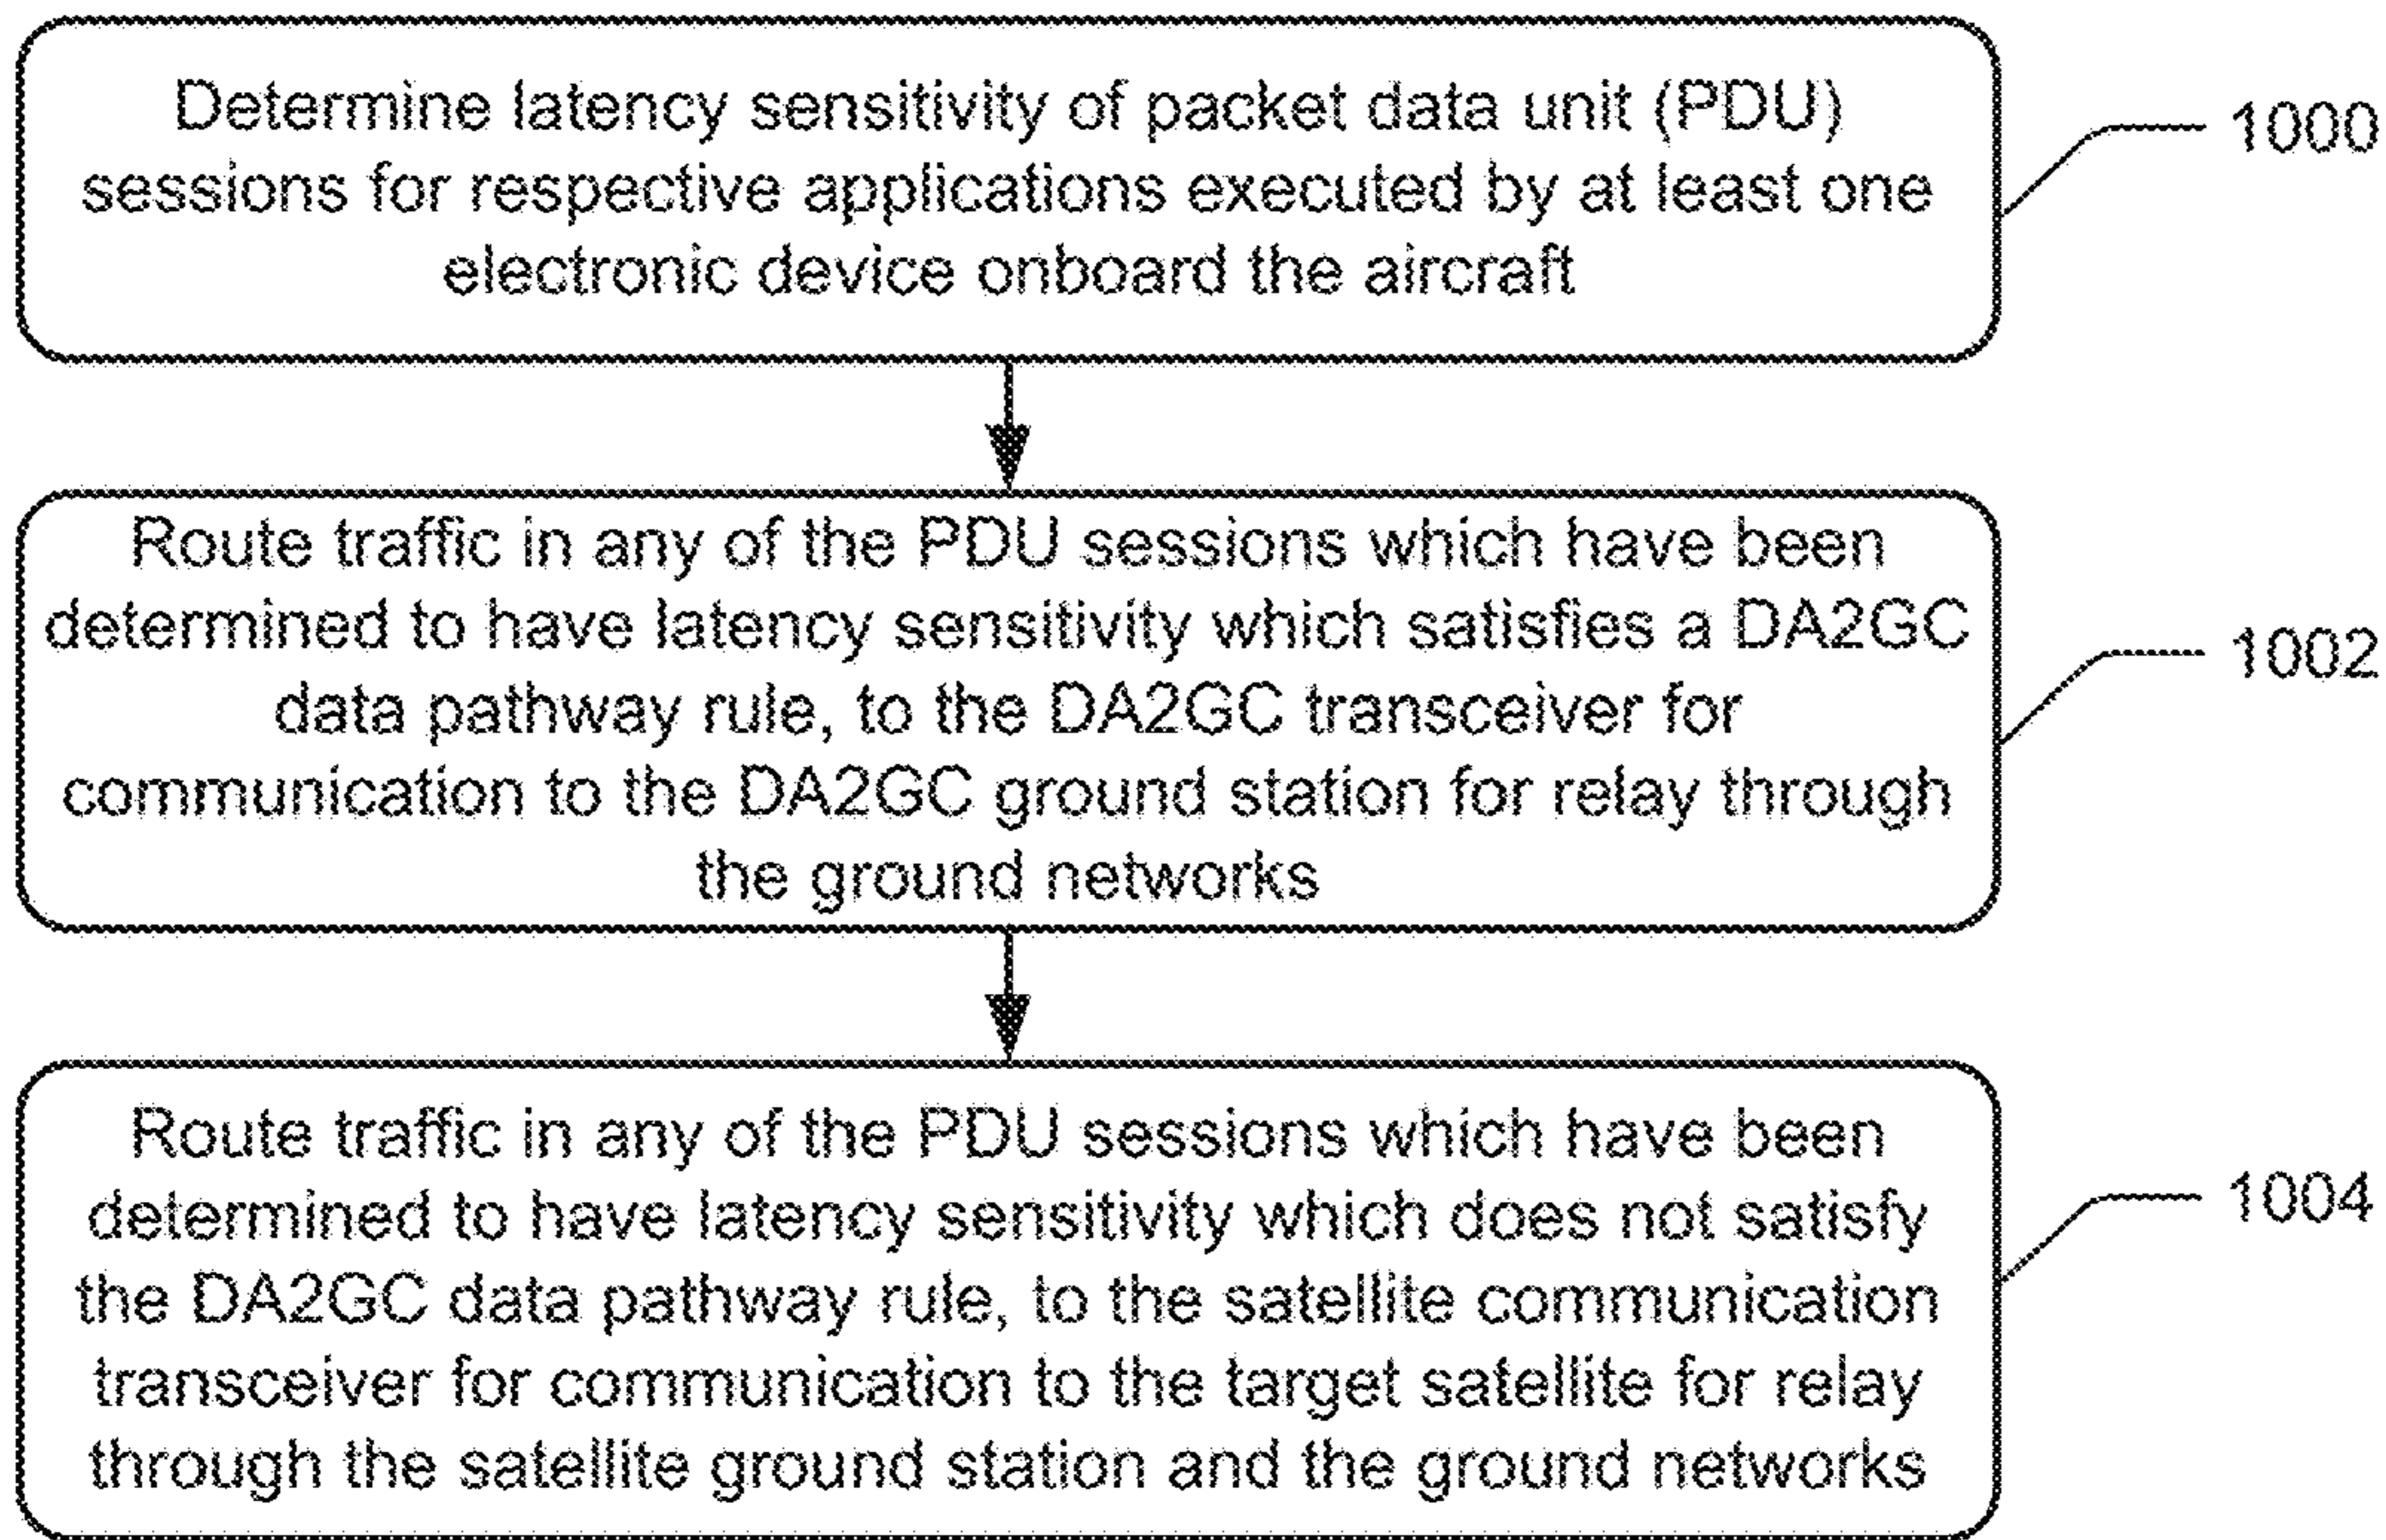 Determine latency sensitivity of packet data unit (PDU)
sessions for respective applications executed by at least one
electronic device onboard the aircraft
1000
Route traffic in any of the PDU sessions which have been
determined to have latency sensitivity which satisfies a DA2GC
data pathway rule, to the DA2GC transceiver for
communication to the DA2GC ground station for relay through
the ground networks
1002
Route traffic in any of the PDU sessions which have been
determined to have latency sensitivity which does not satisfy
the DA2GC data pathway rule, to the satellite communication
transceiver for communication to the target satellite for relay
through the satellite ground station and the ground networks
1004